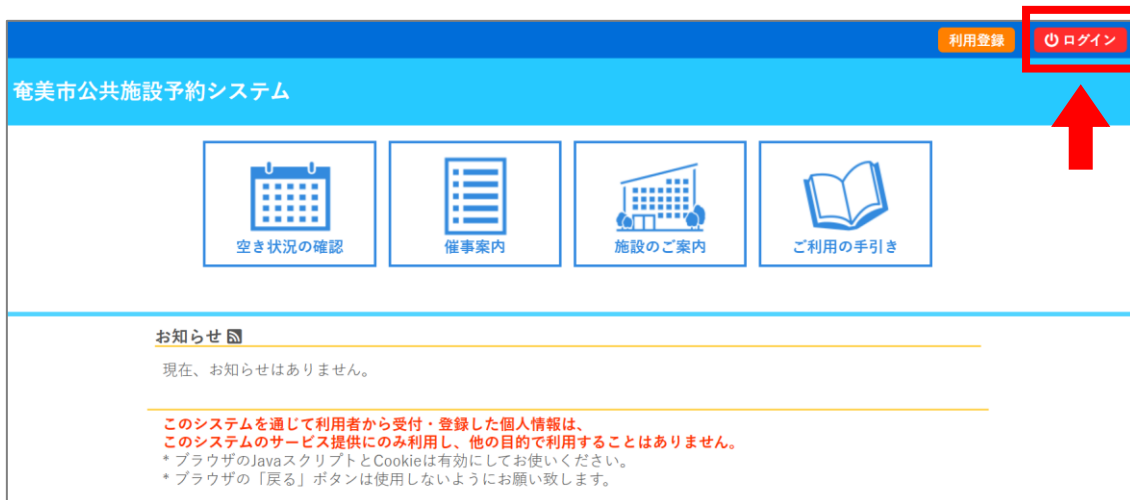 利用登録
ログイン
奄美市公共施設予約システム
空き状況の確認
催事案内
施設のご案内
ご利用の手引き
お知らせ
現在、お知らせはありません。
このシステムを通じて利用者から受付・登録した個人情報は、
このシステムのサービス提供にのみ利用し、他の目的で利用することはありません。
* ブラウザのJavaスクリプトとCookieは有効にしてお使いください。
* ブラウザの「戻る」ボタンは使用しないようにお願い致します。